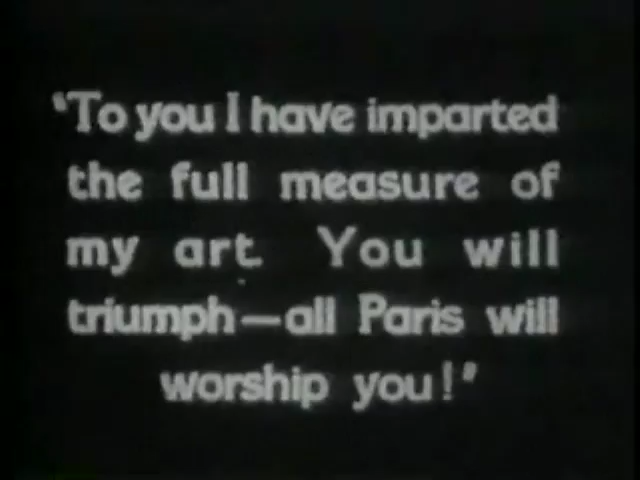 "To you I have imparted
the full measure of
my art. You will
triumph—all Paris will
worship you!"